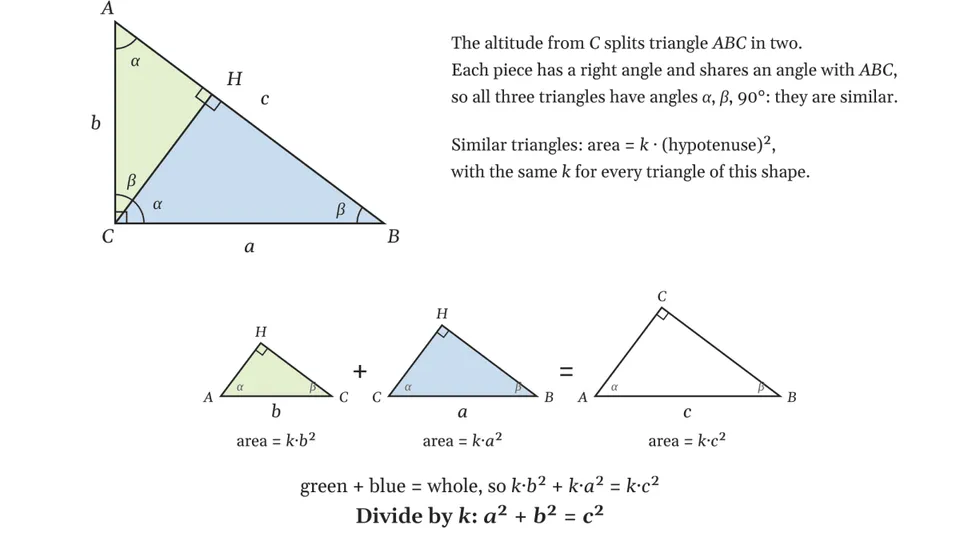 A
α
H
c
b
β
α
β
C
B
a
The altitude from C splits triangle ABC in two.
Each piece has a right angle and shares an angle with ABC,
so all three triangles have angles α, β, 90°: they are similar.
Similar triangles: area = k · (hypotenuse)²,
with the same k for every triangle of this shape.
H
α
β
A
C
b
area = k·b²
+
H
α
β
C
B
a
area = k·a²
=
C
α
β
A
B
c
area = k·c²
green + blue = whole, so k·b² + k·a² = k·c²
Divide by k: a² + b² = c²